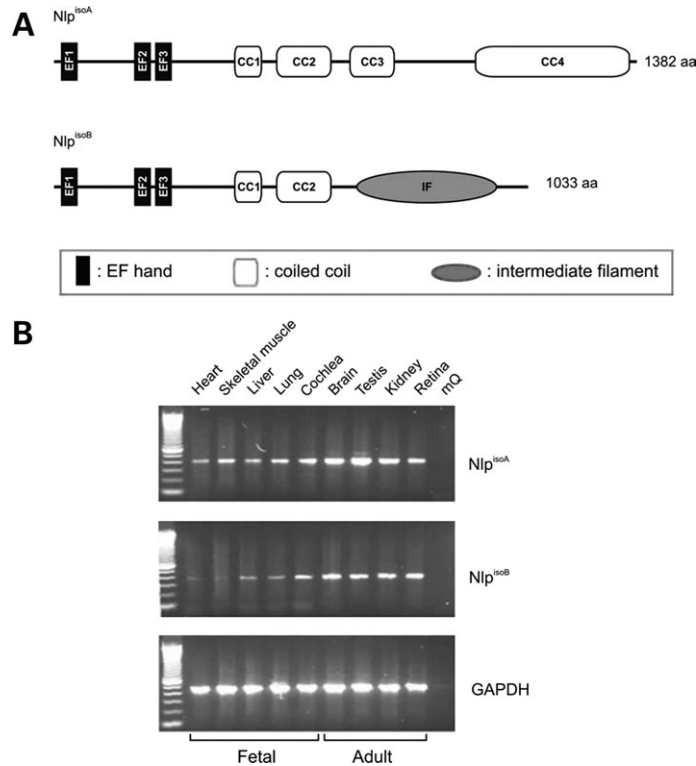 A
Nlp^isoA
EF1 EF2 EF3 CC1 CC2 CC3 CC4 1382 aa
Nlp^isoB
EF1 EF2 EF3 CC1 CC2 IF 1033 aa
: EF hand : coiled coil : intermediate filament
B
Heart Skeletal muscle Liver Lung Cochlea Brain Testis Kidney Retina mQ
Nlp^isoA
Nlp^isoB
GAPDH
Fetal Adult